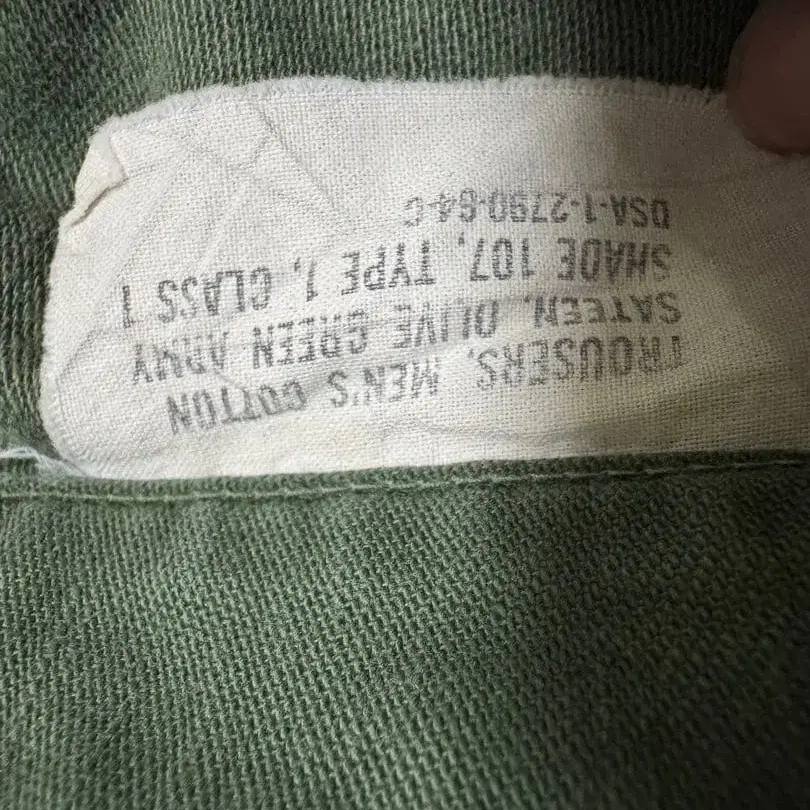 TROUSERS, MEN'S COTTON
SATEEN, OLIVE GREEN ARMY
SHADE 107, TYPE 1, CLASS 1
DSA-1-2790-64-C